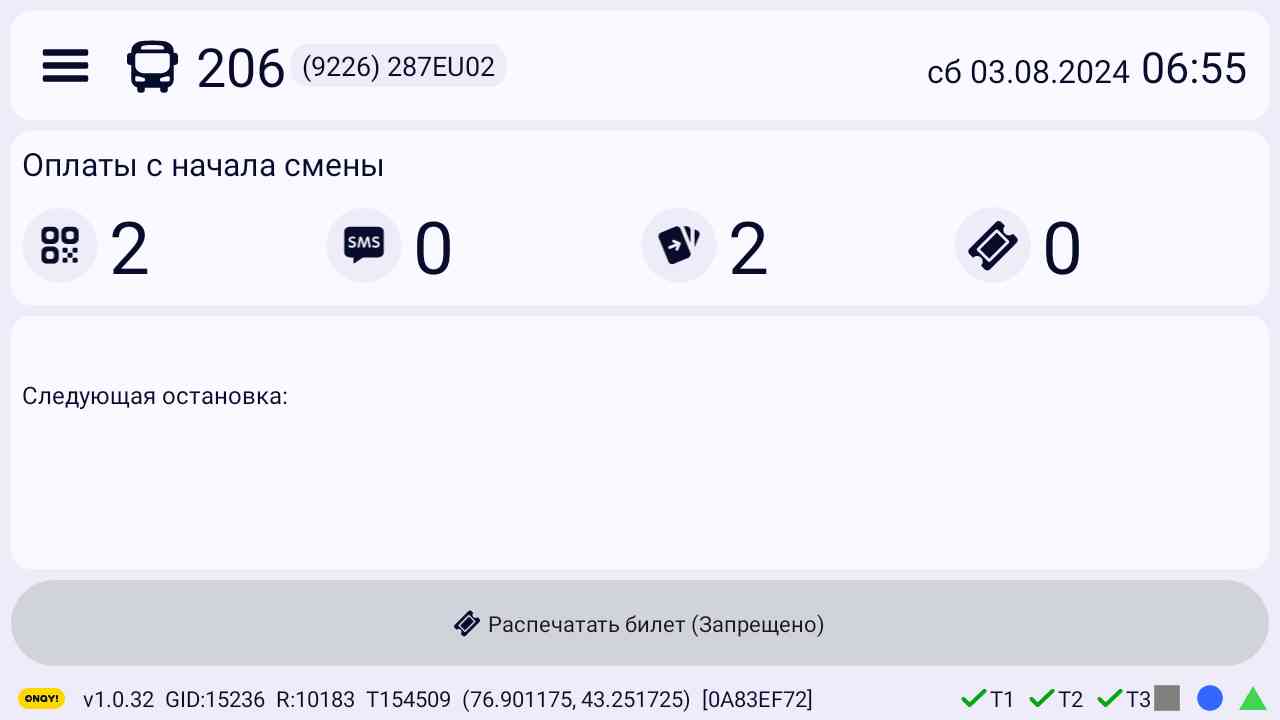 206 (9226) 287EU02 сб 03.08.2024 06:55
Оплаты с начала смены
2 SMS 0 2 0
Следующая остановка:
Распечатать билет (Запрещено)
ONAY! v1.0.32 GID:15236 R:10183 T154509 (76.901175, 43.251725) [0A83EF72] T1 T2 T3